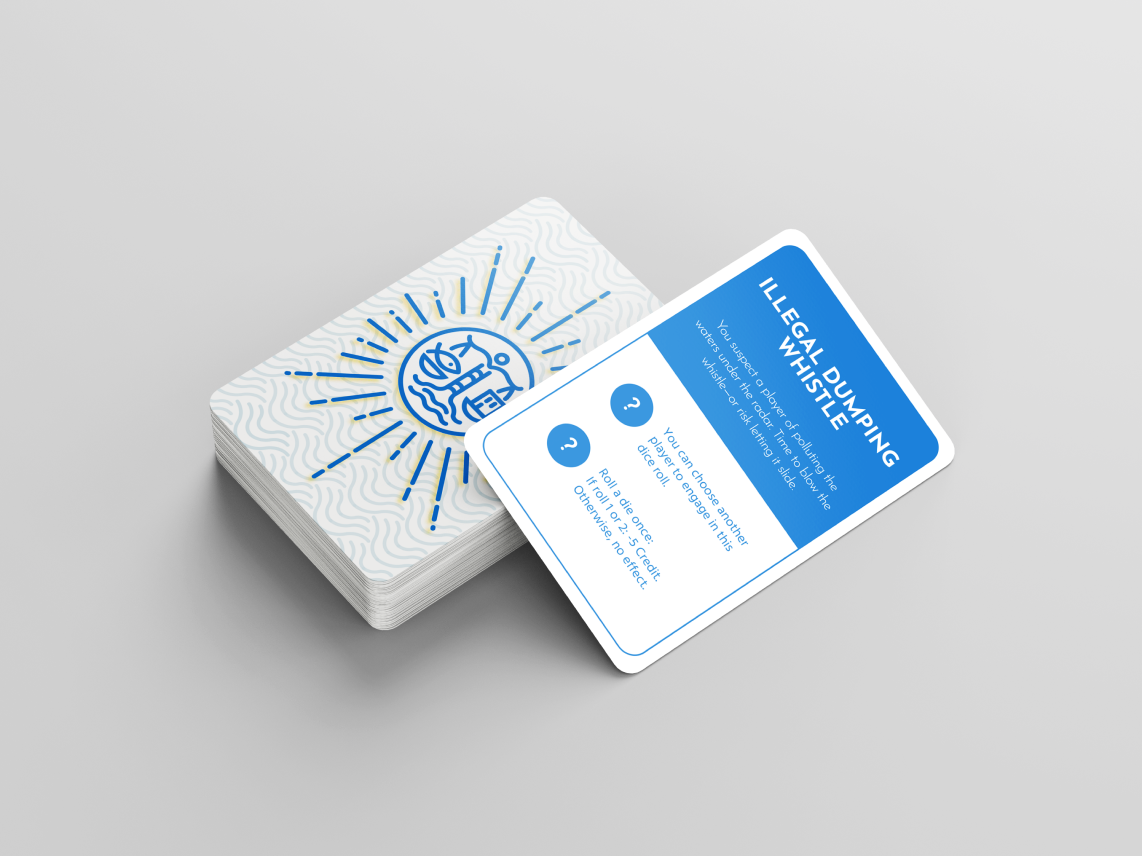 ILLEGAL DUMPING
WHISTLE
You suspect a player of polluting the
waters under the radar. Time to blow the
whistle—or risk letting it slide.
?
You can choose another
player to engage in this
dice roll.
?
Roll a die once:
If roll 1 or 2: -5 Credit.
Otherwise, no effect.